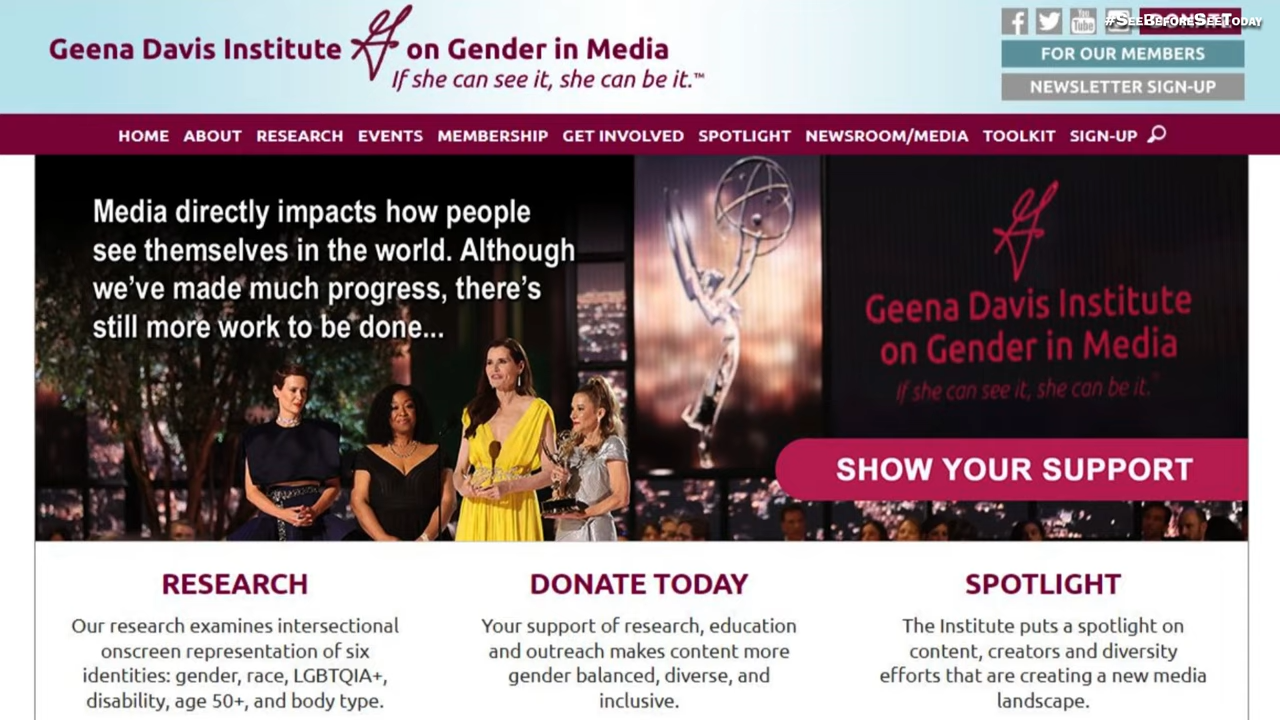 Geena Davis Institute on Gender in Media
If she can see it, she can be it.™
You
Tube
#SeeBeforeSeeToday
DONATE
FOR OUR MEMBERS
NEWSLETTER SIGN-UP
HOME ABOUT RESEARCH EVENTS MEMBERSHIP GET INVOLVED SPOTLIGHT NEWSROOM/MEDIA TOOLKIT SIGN-UP
Media directly impacts how people
see themselves in the world. Although
we've made much progress, there's
still more work to be done...
Geena Davis Institute
on Gender in Media
If she can see it, she can be it.
SHOW YOUR SUPPORT
RESEARCH
Our research examines intersectional
onscreen representation of six
identities: gender, race, LGBTQIA+,
disability, age 50+, and body type.
DONATE TODAY
Your support of research, education
and outreach makes content more
gender balanced, diverse, and
inclusive.
SPOTLIGHT
The Institute puts a spotlight on
content, creators and diversity
efforts that are creating a new media
landscape.